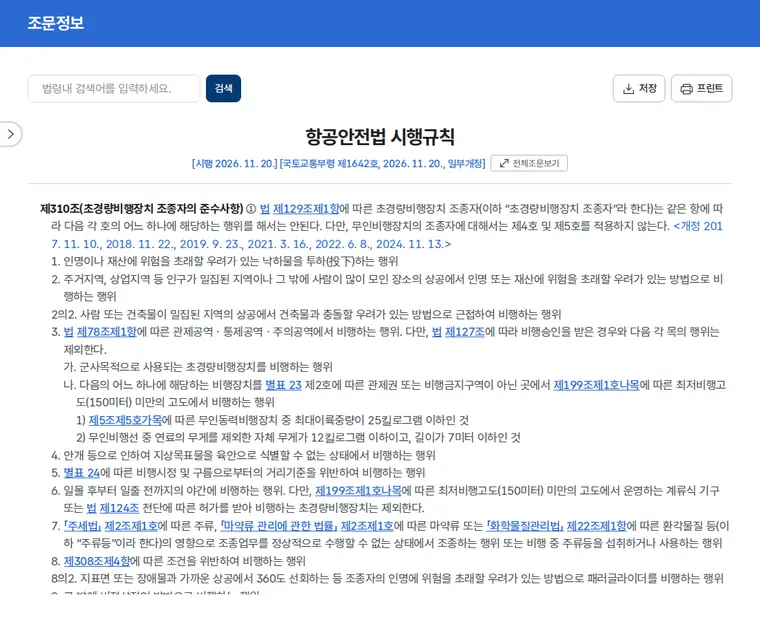 조문정보
법령내 검색어를 입력하세요.
검색
저장
프린트
항공안전법 시행규칙
[시행 2026. 11. 20.] [국토교통부령 제1642호, 2026. 11. 20., 일부개정]
전체조문보기
제310조(초경량비행장치 조종자의 준수사항) ① 법 제129조제1항에 따른 초경량비행장치 조종자(이하 “초경량비행장치 조종자”라 한다)는 같은 항에 따
라 다음 각 호의 어느 하나에 해당하는 행위를 해서는 안된다. 다만, 무인비행장치의 조종자에 대해서는 제4호 및 제5호를 적용하지 않는다. <개정 201
7. 11. 10., 2018. 11. 22., 2019. 9. 23., 2021. 3. 16., 2022. 6. 8., 2024. 11. 13.>
1. 인명이나 재산에 위험을 초래할 우려가 있는 낙하물을 투하(投下)하는 행위
2. 주거지역, 상업지역 등 인구가 밀집된 지역이나 그 밖에 사람이 많이 모인 장소의 상공에서 인명 또는 재산에 위험을 초래할 우려가 있는 방법으로 비
행하는 행위
2의2. 사람 또는 건축물이 밀집된 지역의 상공에서 건축물과 충돌할 우려가 있는 방법으로 근접하여 비행하는 행위
3. 법 제78조제1항에 따른 관제공역ㆍ통제공역ㆍ주의공역에서 비행하는 행위. 다만, 법 제127조에 따라 비행승인을 받은 경우와 다음 각 목의 행위는
제외한다.
가. 군사목적으로 사용되는 초경량비행장치를 비행하는 행위
나. 다음의 어느 하나에 해당하는 비행장치를 별표 23 제2호에 따른 관제권 또는 비행금지구역이 아닌 곳에서 제199조제1호나목에 따른 최저비행고
도(150미터) 미만의 고도에서 비행하는 행위
1) 제5조제5호가목에 따른 무인동력비행장치 중 최대이륙중량이 25킬로그램 이하인 것
2) 무인비행선 중 연료의 무게를 제외한 자체 무게가 12킬로그램 이하이고, 길이가 7미터 이하인 것
4. 안개 등으로 인하여 지상목표물을 육안으로 식별할 수 없는 상태에서 비행하는 행위
5. 별표 24에 따른 비행시정 및 구름으로부터의 거리기준을 위반하여 비행하는 행위
6. 일몰 후부터 일출 전까지의 야간에 비행하는 행위. 다만, 제199조제1호나목에 따른 최저비행고도(150미터) 미만의 고도에서 운영하는 계류식 기구
또는 법 제124조 전단에 따른 허가를 받아 비행하는 초경량비행장치는 제외한다.
7. 「주세법」 제2조제1호에 따른 주류, 「마약류 관리에 관한 법률」 제2조제1호에 따른 마약류 또는 「화학물질관리법」 제22조제1항에 따른 환각물질 등(이
하 “주류등”이라 한다)의 영향으로 조종업무를 정상적으로 수행할 수 없는 상태에서 조종하는 행위 또는 비행 중 주류등을 섭취하거나 사용하는 행위
8. 제308조제4항에 따른 조건을 위반하여 비행하는 행위
8의2. 지표면 또는 장애물과 가까운 상공에서 360도 선회하는 등 조종자의 인명에 위험을 초래할 우려가 있는 방법으로 패러글라이더를 비행하는 행위